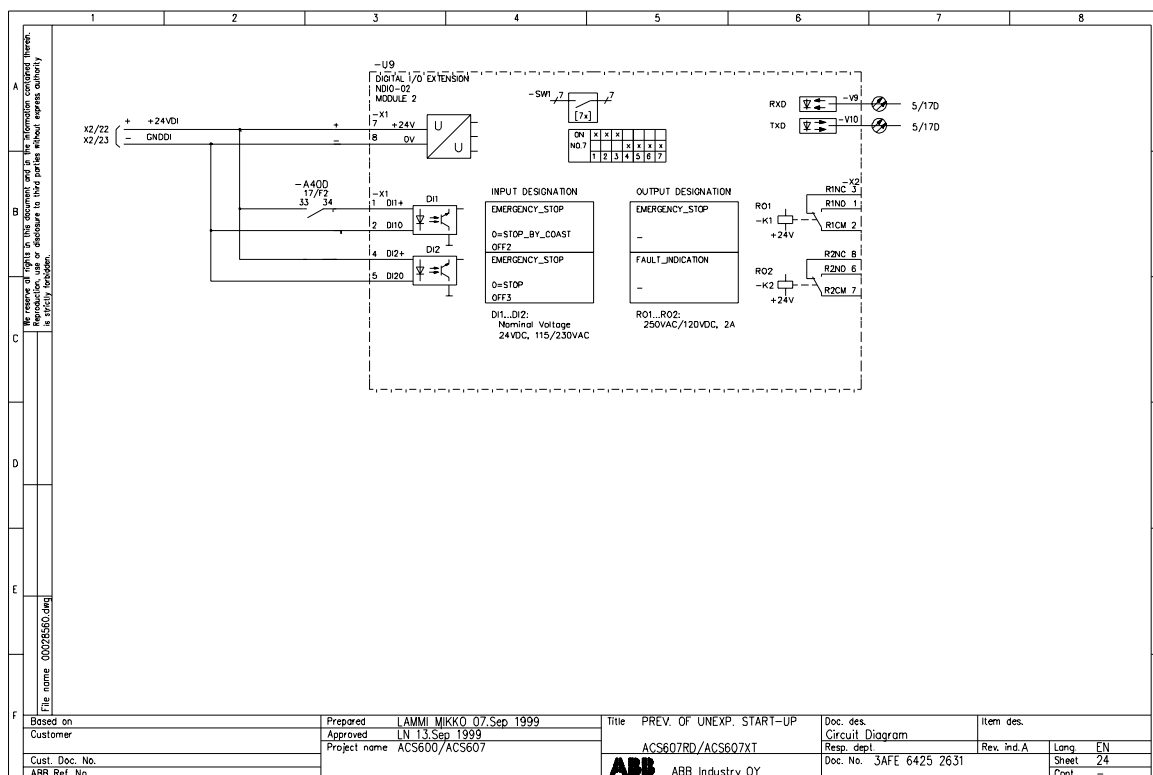 1 2 3 4 5 6 7 8
A
B
C
D
E
F
We reserve all rights in this document and in the information contained therein.
Reproduction, use or disclosure to third parties without express authority
is strictly forbidden.
File name 00028560.dwg
X2/22 + +24VDI
X2/23 - GNDDI
-U9
DIGITAL I/O EXTENSION
NDIO-02
MODULE 2
-X1
+ 7 +24V
- 8 0V
U
U
-SW1 7 7
[7x]
ON x x x
NO.7 x x x x
1 2 3 4 5 6 7
RXD -V9 5/17D
TXD -V10 5/17D
-A40D
17/F2
33 34
-X1
1 DI1+ DI1
2 DI10
4 DI2+ DI2
5 DI20
INPUT DESIGNATION
EMERGENCY_STOP
0=STOP_BY_COAST
OFF2
EMERGENCY_STOP
0=STOP
OFF3
DI1...DI2:
Nominal Voltage
24VDC, 115/230VAC
OUTPUT DESIGNATION
EMERGENCY_STOP
-
FAULT_INDICATION
-
RO1...RO2:
250VAC/120VDC, 2A
-X2
R1NC 3
RO1 R1NO 1
-K1
R1CM 2
+24V
R2NC 8
RO2 R2NO 6
-K2
R2CM 7
+24V
Based on
Customer
Cust. Doc. No.
ABB Ref. No.
Prepared LAMMI MIKKO 07.Sep 1999
Approved LN 13.Sep 1999
Project name ACS600/ACS607
Title PREV. OF UNEXP. START-UP
ACS607RD/ACS607XT
ABB ABB Industry OY
Doc. des.
Circuit Diagram
Resp. dept.
Doc. No. 3AFE 6425 2631
Item des.
Rev. ind. A
Lang. EN
Sheet 24
Cont. -